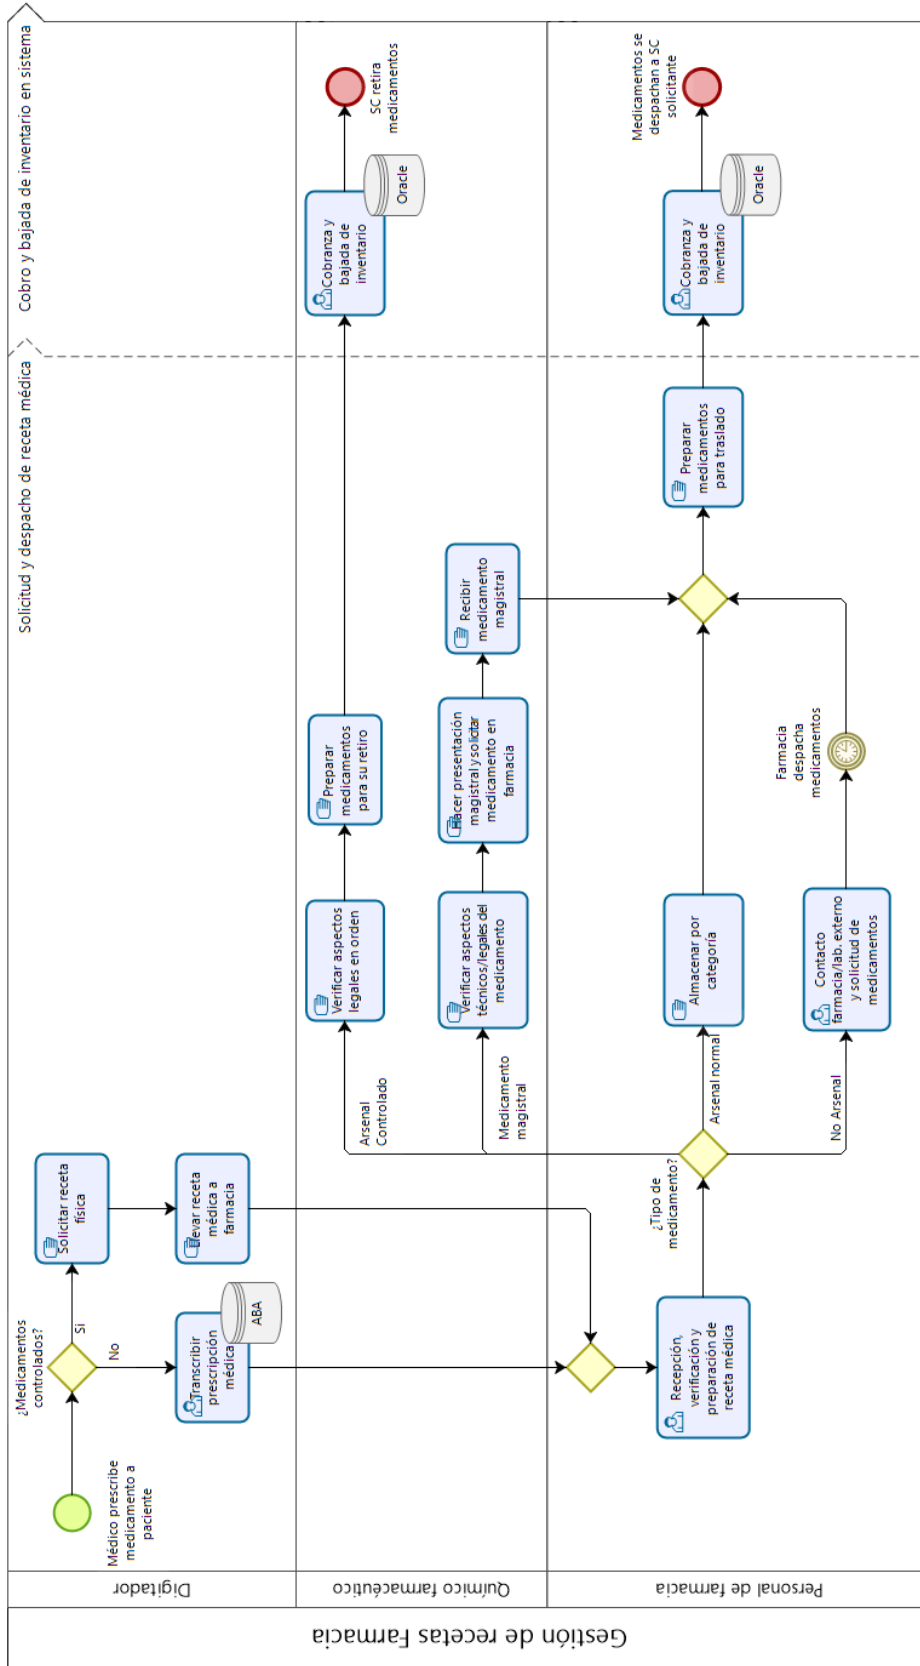 Gestión de recetas Farmacia
Solicitud y despacho de receta médica
Cobro y bajada de inventario en sistema
Digitador
Médico prescribe
medicamento a
paciente
¿Medicamentos
controlados?
Si
No
Solicitar receta
física
Llevar receta
médica a
farmacia
Transcribir
prescripción
médica
ABA
Químico farmacéutico
Arsenal
Controlado
Verificar aspectos
legales en orden
Preparar
medicamentos
para su retiro
Cobranza y
bajada de
inventario
Oracle
SC retira
medicamentos
Medicamento
magistral
Verificar aspectos
técnicos/legales del
medicamento
Hacer presentación
magistral y solicitar
medicamento en
farmacia
Recibir
medicamento
magistral
Personal de farmacia
Recepción,
verificación y
preparación de
receta médica
¿Tipo de
medicamento?
Arsenal normal
Almacenar por
categoría
Preparar
medicamentos
para traslado
Cobranza y
bajada de
inventario
Oracle
Medicamentos se
despachan a SC
solicitante
No Arsenal
Contacto
farmacia/lab. externo
y solicitud de
medicamentos
Farmacia
despacha
medicamentos